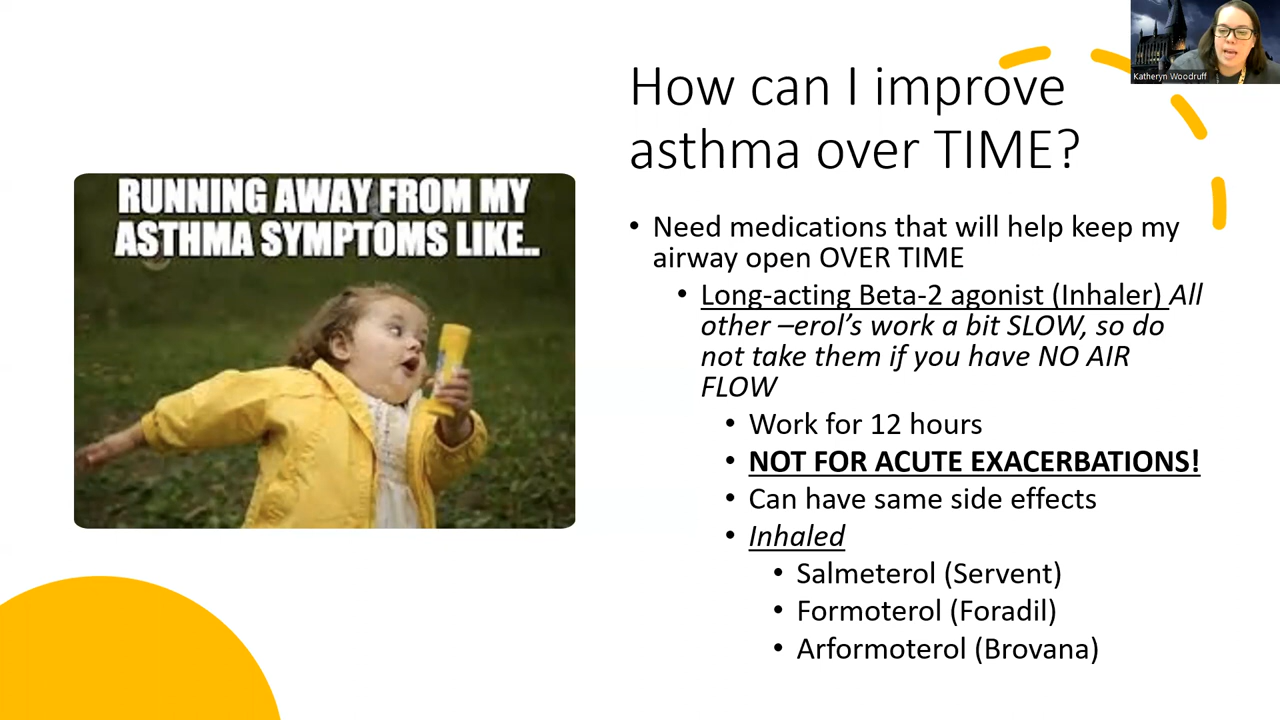 Katheryn Woodruff
How can I improve
asthma over TIME?
RUNNING AWAY FROM MY
ASTHMA SYMPTOMS LIKE..
• Need medications that will help keep my
airway open OVER TIME
• Long-acting Beta-2 agonist (Inhaler) All
other –erol’s work a bit SLOW, so do
not take them if you have NO AIR
FLOW
• Work for 12 hours
• NOT FOR ACUTE EXACERBATIONS!
• Can have same side effects
• Inhaled
• Salmeterol (Servent)
• Formoterol (Foradil)
• Arformoterol (Brovana)